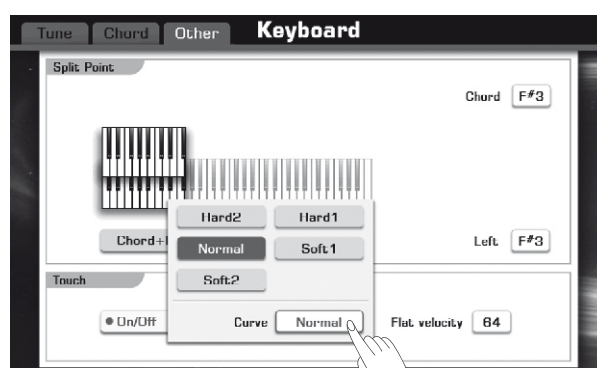 Tune Chord Other Keyboard
Split Point
Chord F#3
Hard2 Hard1
Chord+ Normal Soft1 Left F#3
Touch Soft2
On/Off Curve Normal Flat velocity 64